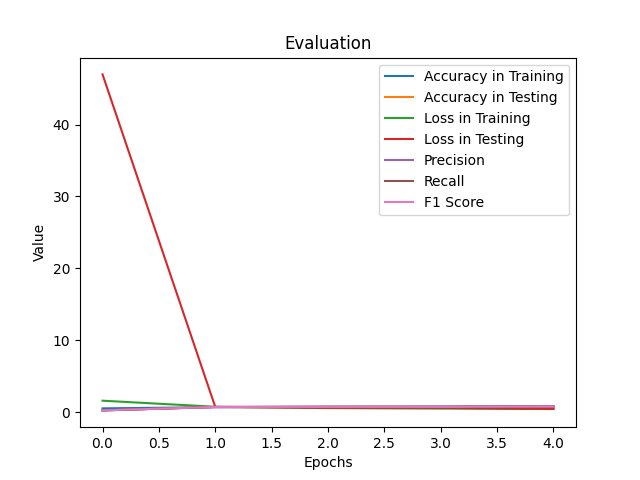 Evaluation
Accuracy in Training
Accuracy in Testing
Loss in Training
Loss in Testing
Precision
Recall
F1 Score
Value
40
30
20
10
0
0.0 0.5 1.0 1.5 2.0 2.5 3.0 3.5 4.0
Epochs